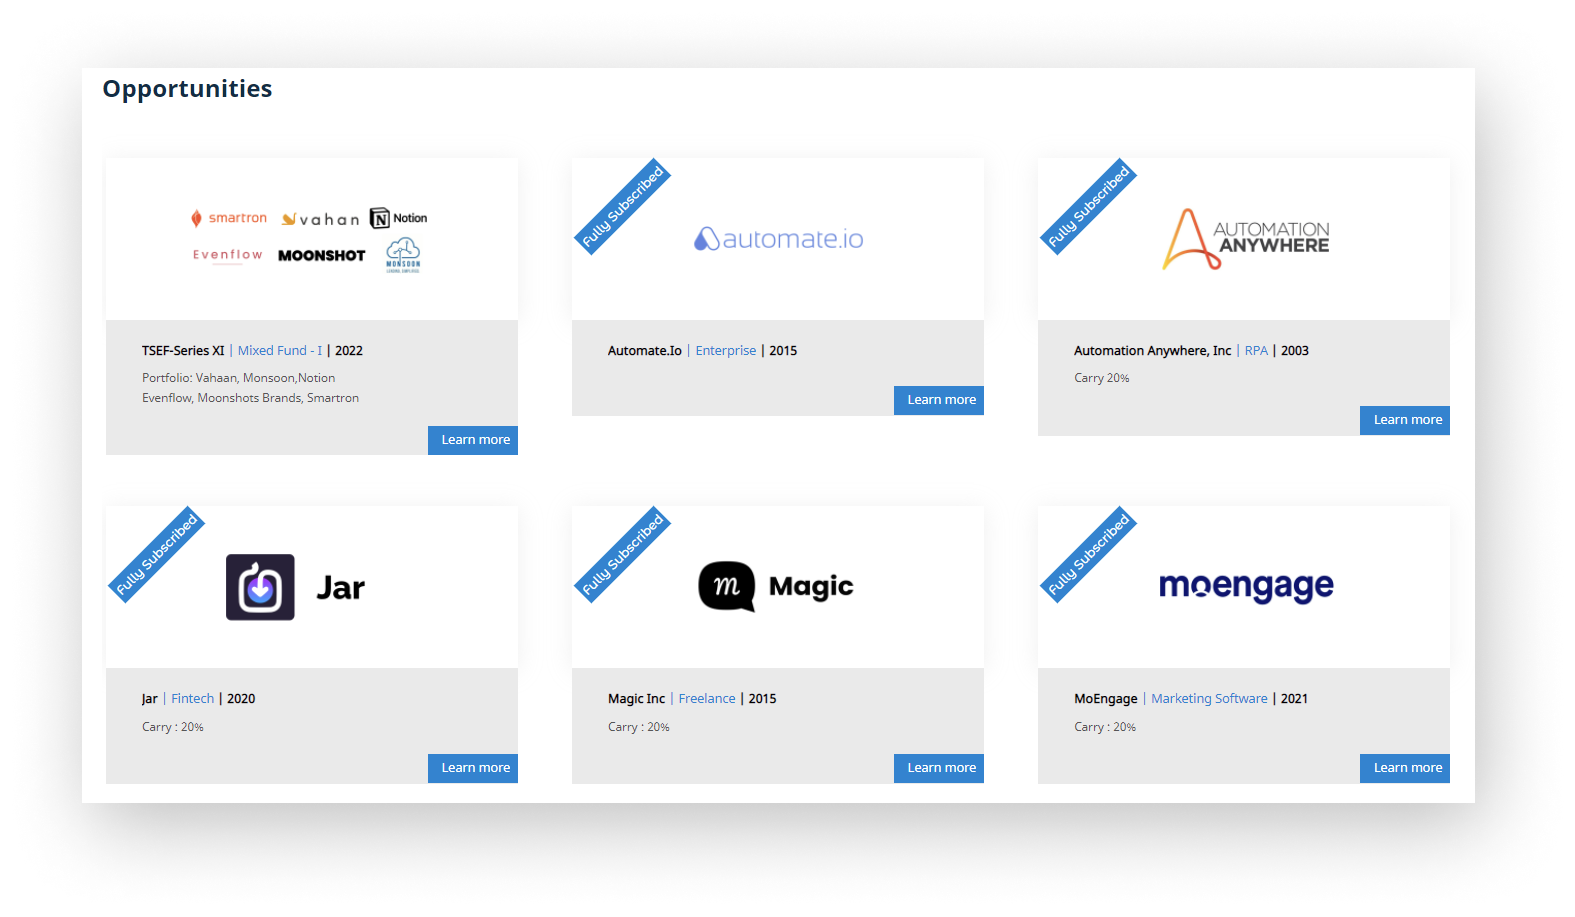 Opportunities
smartron vahan Notion
Evenflow MOONSHOT MONSOON
TSEF-Series XI | Mixed Fund - I | 2022
Portfolio: Vahaan, Monsoon,Notion
Evenflow, Moonshots Brands, Smartron
Learn more
Fully Subscribed
automate.io
Automate.Io | Enterprise | 2015
Learn more
Fully Subscribed
AUTOMATION
ANYWHERE
Automation Anywhere, Inc | RPA | 2003
Carry 20%
Learn more
Fully Subscribed
Jar
Jar | Fintech | 2020
Carry : 20%
Learn more
Fully Subscribed
m Magic
Magic Inc | Freelance | 2015
Carry : 20%
Learn more
Fully Subscribed
moengage
MoEngage | Marketing Software | 2021
Carry : 20%
Learn more